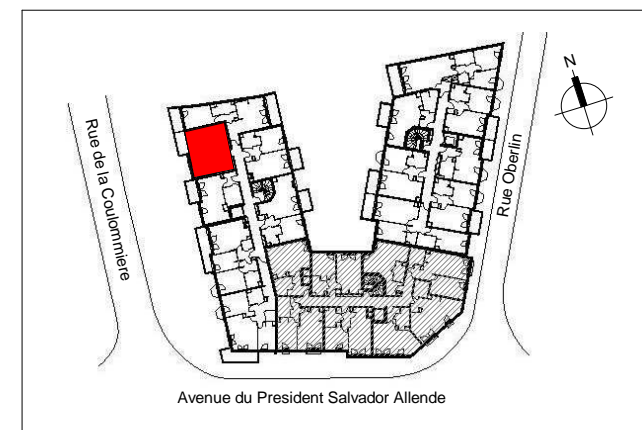 N
Rue de la Coulommiere
Rue Oberlin
Avenue du President Salvador Allende